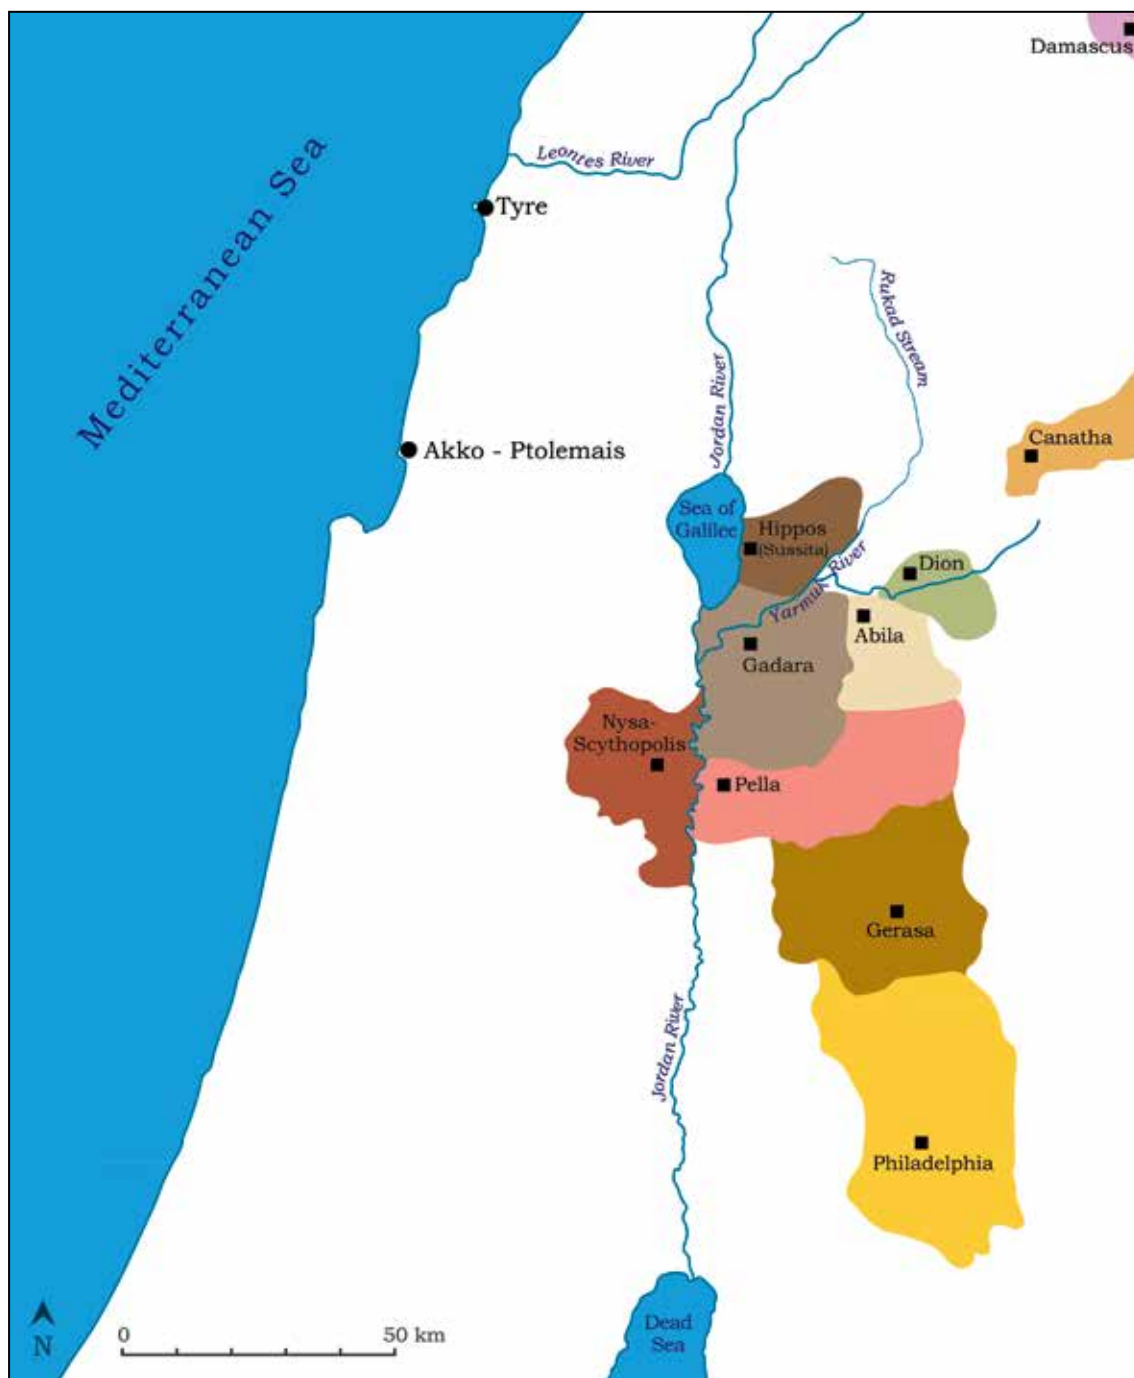 Damascus
Leontes River
Mediterranean Sea
Tyre
Rukad Stream
Jordan River
Canatha
Akko - Ptolemais
Sea of
Galilee
Hippos
(Sussita)
Yarmuk River
Dion
Abila
Gadara
Nysa-
Scythopolis
Pella
Gerasa
Jordan River
Philadelphia
Dead
Sea
N
0
50 km